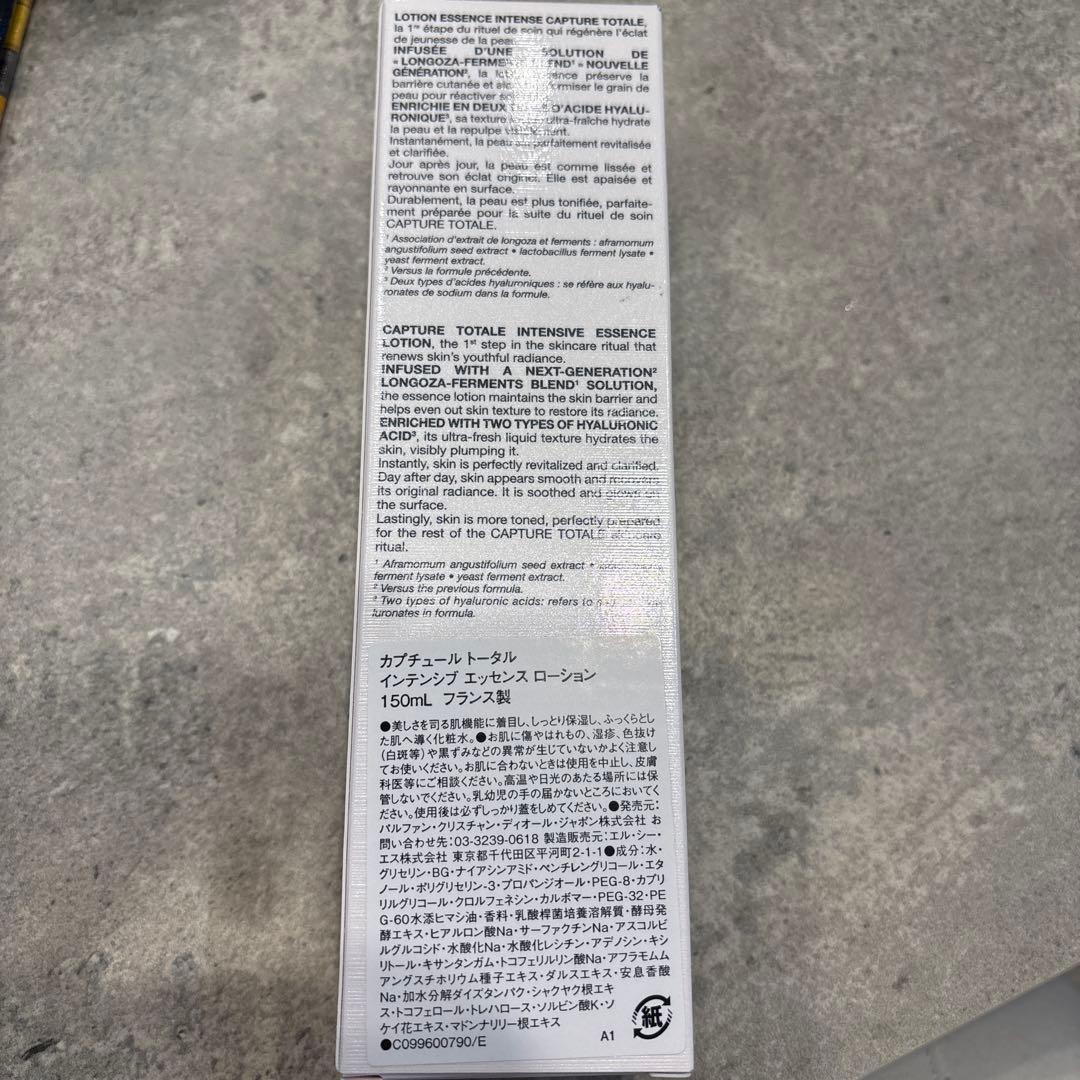 LOTION ESSENCE INTENSE CAPTURE TOTALE,
la 1ʳᵉ étape du rituel de soin qui régénère l'éclat
de jeunesse de la peau.
INFUSÉE D'UNE SOLUTION DE
« LONGOZA-FERME BLEND¹ » NOUVELLE
GÉNÉRATION², la préserve la
barrière cutanée et le grain de
peau pour réactiver
ENRICHIE EN DEUX D'ACIDE HYALU-
RONIQUE³, sa texture ultra-fraîche hydrate
la peau et la repulpe visiblement.
Instantanément, la peau est parfaitement revitalisée
et clarifiée.
Jour après jour, la peau est comme lissée et
retrouve son éclat originel. Elle est apaisée et
rayonnante en surface.
Durablement, la peau est plus tonifiée, parfaite-
ment préparée pour la suite du rituel de soin
CAPTURE TOTALE.
¹ Association d'extrait de longoza et ferments : aframomum
angustifolium seed extract • lactobacillus ferment lysate •
yeast ferment extract.
² Versus la formule précédente.
³ Deux types d'acides hyaluroniques : se réfère aux hyalu-
ronates de sodium dans la formule.
CAPTURE TOTALE INTENSIVE ESSENCE
LOTION, the 1ˢᵗ step in the skincare ritual that
renews skin's youthful radiance.
INFUSED WITH A NEXT-GENERATION²
LONGOZA-FERMENTS BLEND¹ SOLUTION,
the essence lotion maintains the skin barrier and
helps even out skin texture to restore its radiance.
ENRICHED WITH TWO TYPES OF HYALURONIC
ACID³, its ultra-fresh liquid texture hydrates the
skin, visibly plumping it.
Instantly, skin is perfectly revitalized and clarified.
Day after day, skin appears smooth and recovers
its original radiance. It is soothed and glows on
the surface.
Lastingly, skin is more toned, perfectly prepared
for the rest of the CAPTURE TOTALE skincare
ritual.
¹ Aframomum angustifolium seed extract •
ferment lysate • yeast ferment extract.
² Versus the previous formula.
³ Two types of hyaluronic acids: refers to
luronates in formula.
カプチュール トータル
インテンシブ エッセンス ローション
150mL フランス製
●美しさを司る肌機能に着目し、しっとり保湿し、ふっくらとし
た肌へ導く化粧水。●お肌に傷やはれもの、湿疹、色抜け
(白斑等)や黒ずみなどの異常が生じていないかよく注意し
てお使いください。お肌に合わないときは使用を中止し、皮膚
科医等にご相談ください。高温や日光のあたる場所には保
管しないでください。乳幼児の手の届かないところにおいてく
ださい。使用後は必ずしっかり蓋をしめてください。●発売元:
パルファン・クリスチャン・ディオール・ジャポン株式会社 お
問い合わせ先:03-3239-0618 製造販売元:エル・シー・
エス株式会社 東京都千代田区平河町2-1-1●成分:水・
グリセリン・BG・ナイアシンアミド・ペンチレングリコール・エタ
ノール・ポリグリセリン-3・プロパンジオール・PEG-8・カプリ
リルグリコール・クロルフェネシン・カルボマー・PEG-32・PE
G-60水添ヒマシ油・香料・乳酸桿菌培養溶解質・酵母発
酵エキス・ヒアルロン酸Na・サーファクチンNa・アスコルビ
ルグルコシド・水酸化Na・水酸化レシチン・アデノシン・キシ
リトール・キサンタンガム・トコフェリルリン酸Na・アフラモムム
アングスチホリウム種子エキス・ダルスエキス・安息香酸
Na・加水分解ダイズタンパク・シャクヤク根エキ
ス・トコフェロール・トレハロース・ソルビン酸K・ソ
ケイ花エキス・マドンナリリー根エキス
●C099600790/E
A1
紙